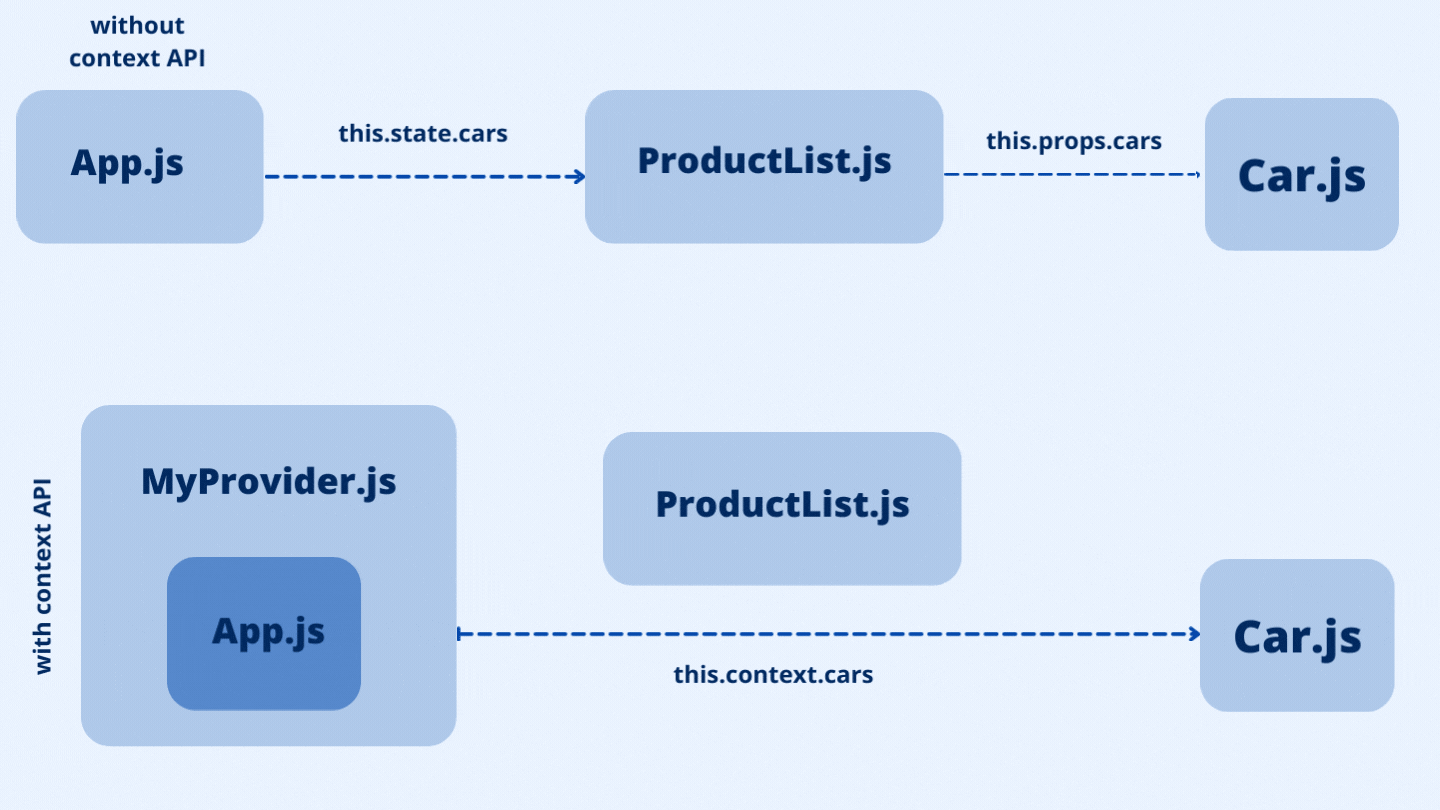 without
context API
App.js
this.state.cars
ProductList.js
this.props.cars
Car.js
with context API
MyProvider.js
App.js
ProductList.js
this.context.cars
Car.js